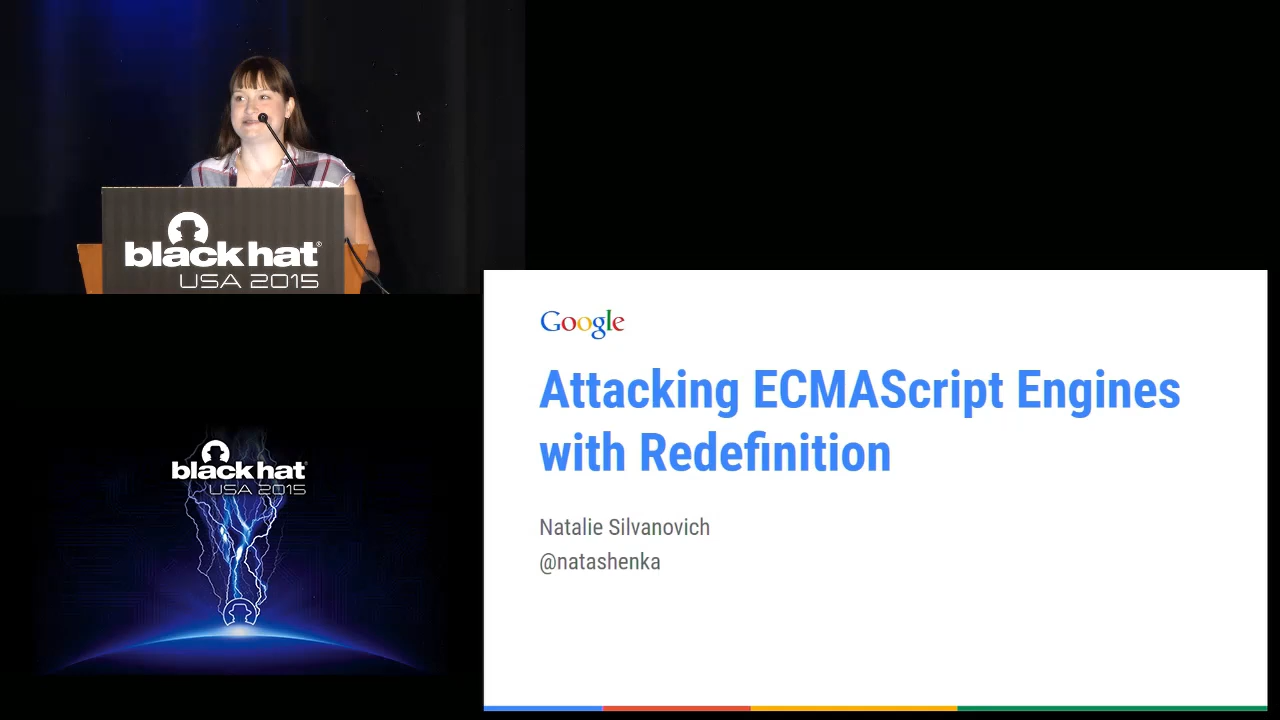 black hat®
USA 2015
Google
Attacking ECMAScript Engines
with Redefinition
Natalie Silvanovich
@natashenka
black hat®
USA 2015